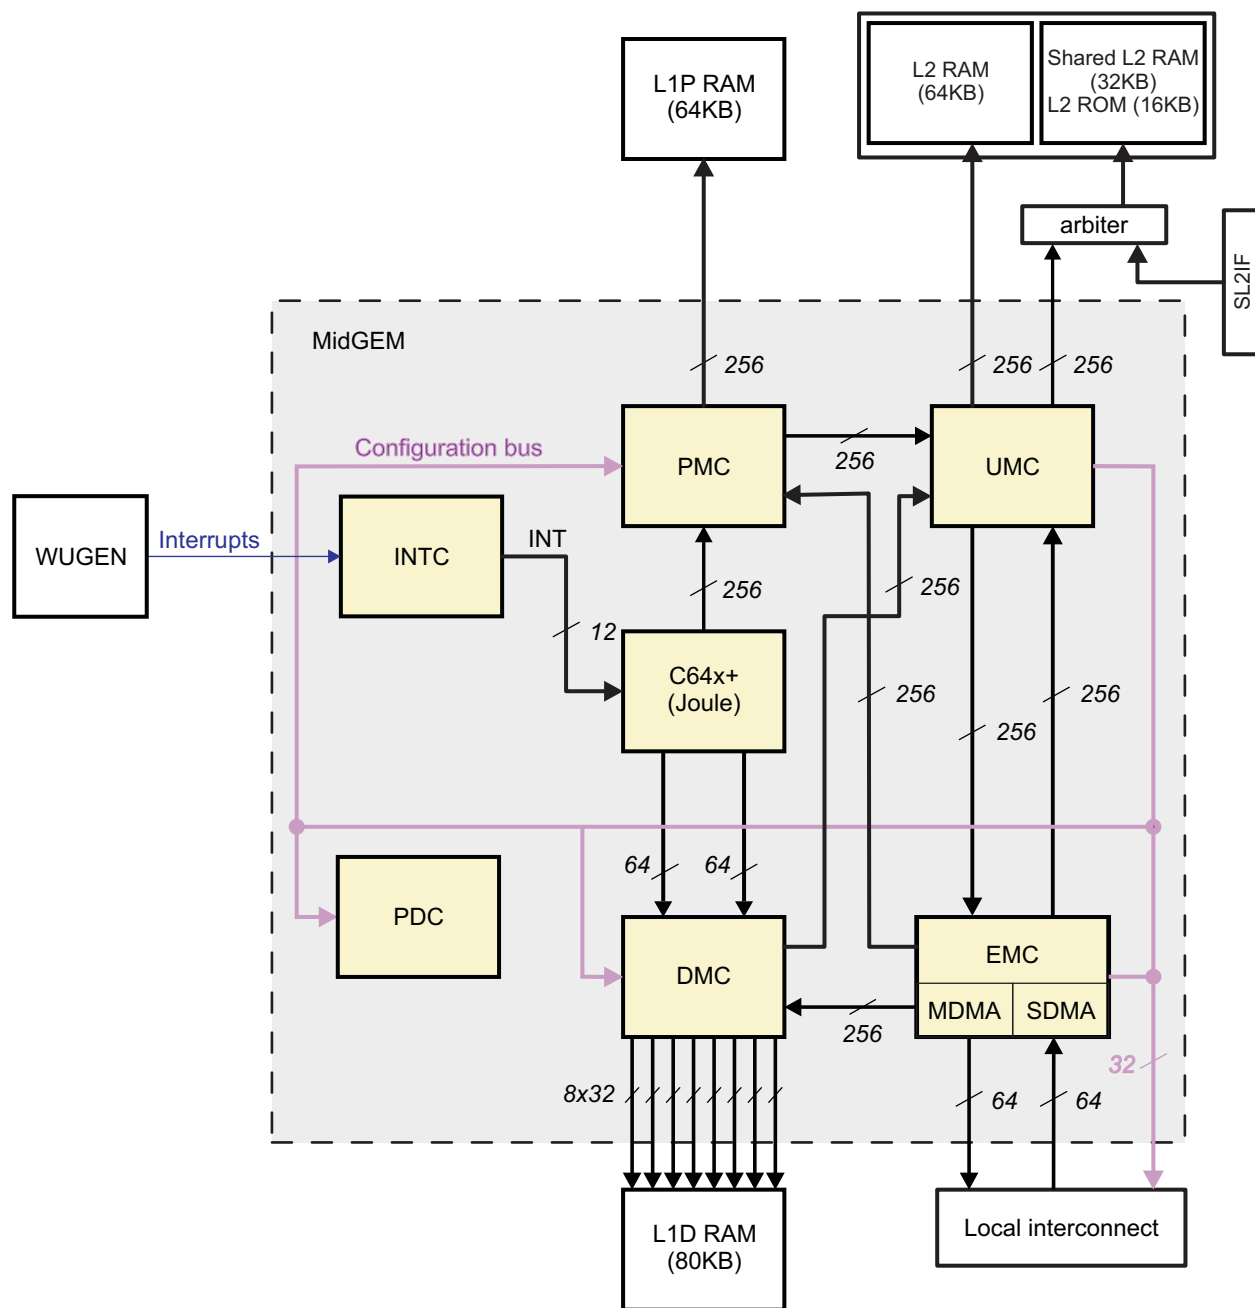 L1P RAM
(64KB)
L2 RAM
(64KB)
Shared L2 RAM
(32KB)
L2 ROM (16KB)
arbiter
SL2IF
MidGEM
256
256
256
Configuration bus
PMC
256
UMC
WUGEN
Interrupts
INTC
INT
12
256
256
C64x+
(Joule)
256
256
256
64
64
PDC
DMC
EMC
MDMA
SDMA
256
8x32
64
64
32
L1D RAM
(80KB)
Local interconnect